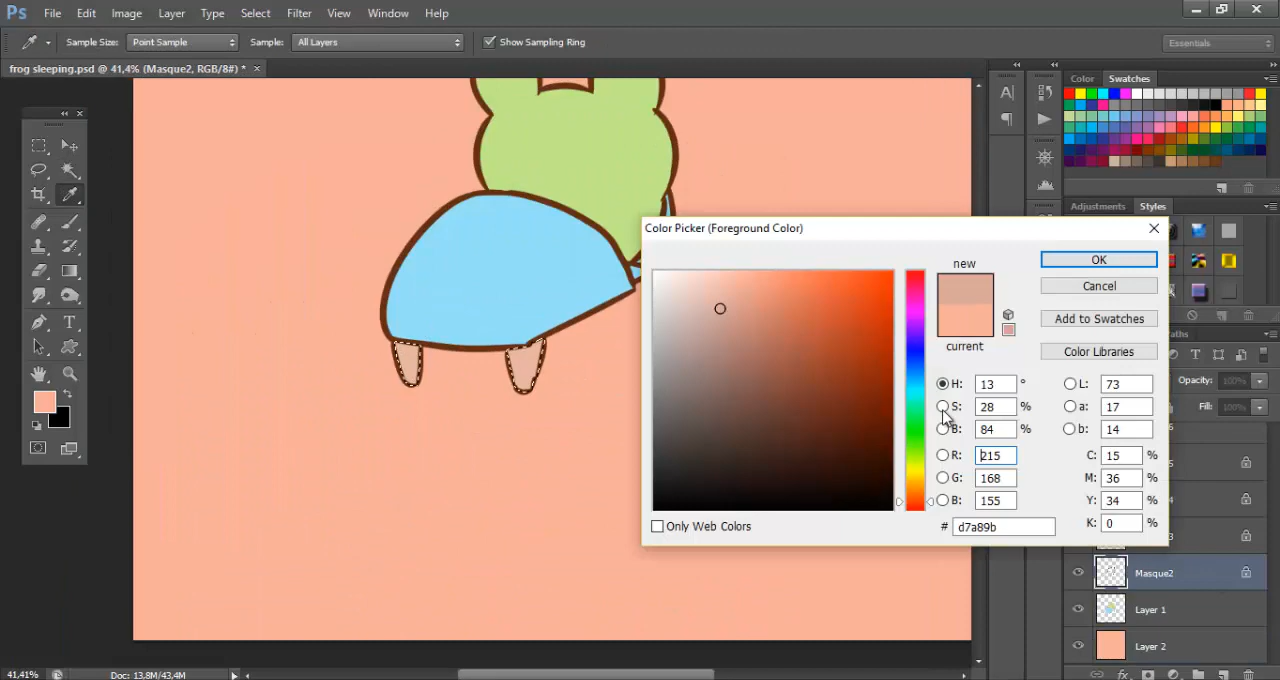 Ps File Edit Image Layer Type Select Filter View Window Help
Sample Size: Point Sample Sample: All Layers Show Sampling Ring Essentials
frog sleeping.psd @ 41,4% (Masque2, RGB/8#) * ×
Color Swatches
Adjustments Styles
Color Picker (Foreground Color)
new
current
OK
Cancel
Add to Swatches
Color Libraries
H: 13 ° L: 73
S: 28 % a: 17
B: 84 % b: 14
R: 215 C: 15 %
G: 168 M: 36 %
B: 155 Y: 34 %
# d7a89b K: 0 %
Only Web Colors
Opacity: 100%
Fill: 100%
Masque2
Layer 1
Layer 2
41,41% Doc: 13,8M/43,4M